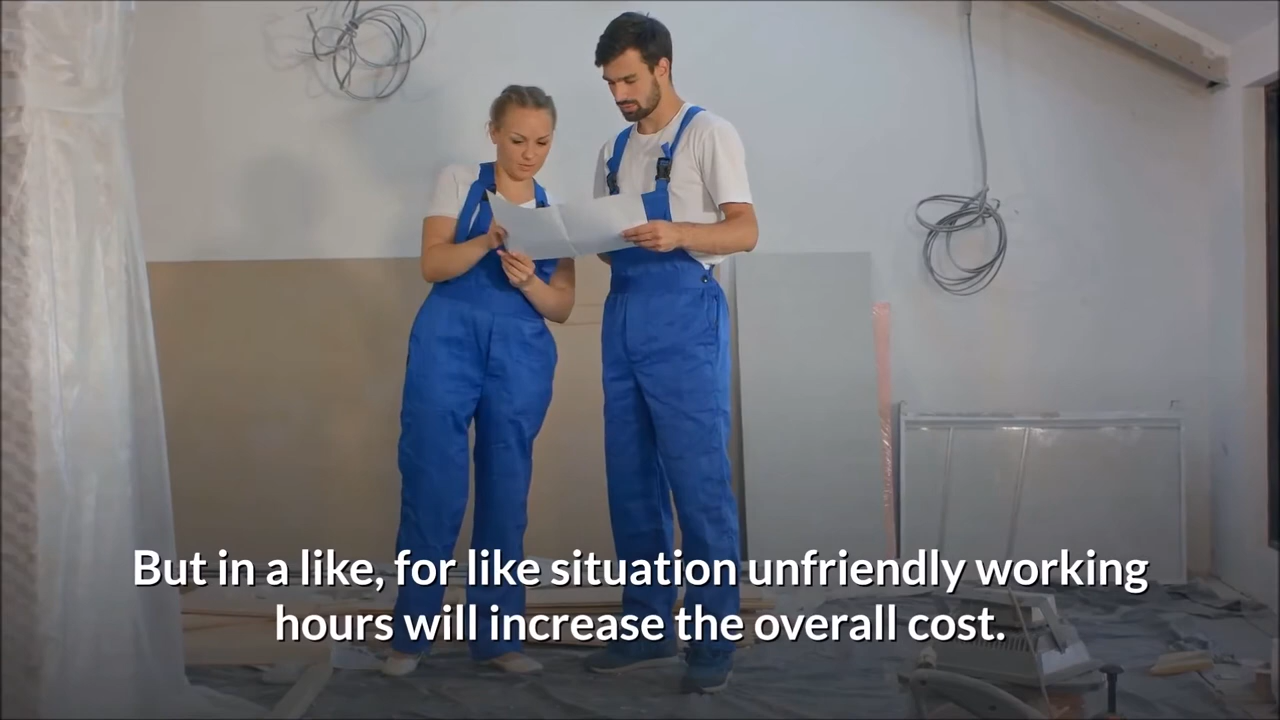 But in a like, for like situation unfriendly working
hours will increase the overall cost.